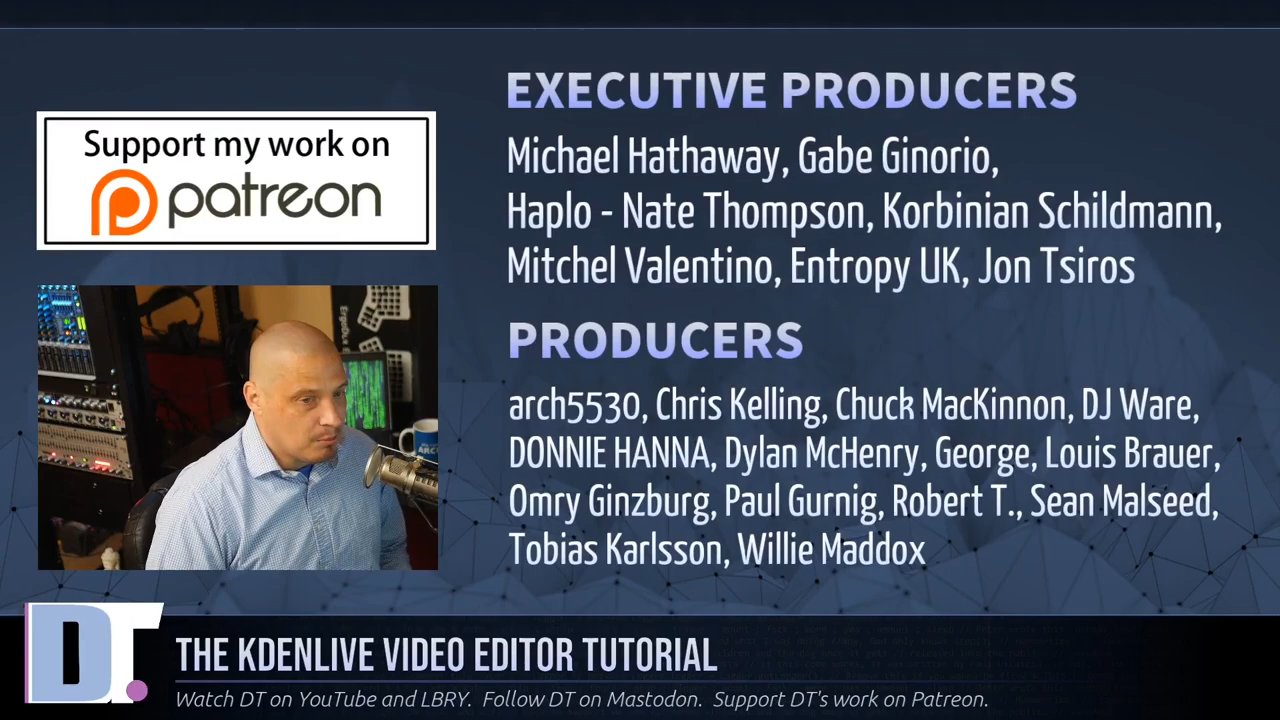 EXECUTIVE PRODUCERS
Michael Hathaway, Gabe Ginorio,
Haplo - Nate Thompson, Korbinian Schildmann,
Mitchel Valentino, Entropy UK, Jon Tsiros
PRODUCERS
arch5530, Chris Kelling, Chuck MacKinnon, DJ Ware,
DONNIE HANNA, Dylan McHenry, George, Louis Brauer,
Omry Ginzburg, Paul Gurnig, Robert T., Sean Malseed,
Tobias Karlsson, Willie Maddox
Support my work on
patreon
DT.
THE KDENLIVE VIDEO EDITOR TUTORIAL
Watch DT on YouTube and LBRY. Follow DT on Mastodon. Support DT's work on Patreon.